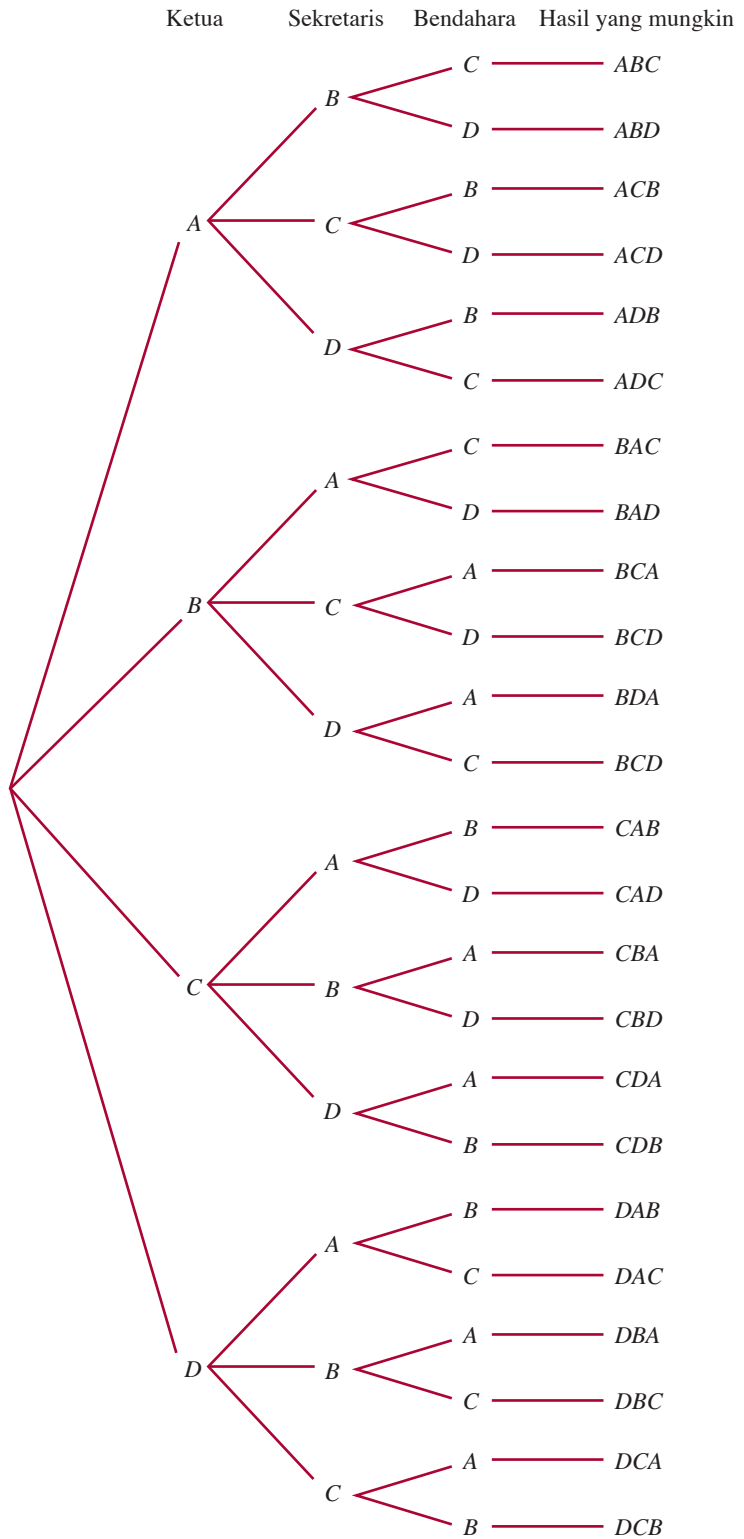 Ketua Sekretaris Bendahara Hasil yang mungkin
C ABC
B
D ABD
B ACB
A C
D ACD
B ADB
D
C ADC
C BAC
A
D BAD
A BCA
B C
D BCD
A BDA
D
C BCD
B CAB
A
D CAD
A CBA
C B
D CBD
A CDA
D
B CDB
B DAB
A
C DAC
A DBA
D B
C DBC
A DCA
C
B DCB